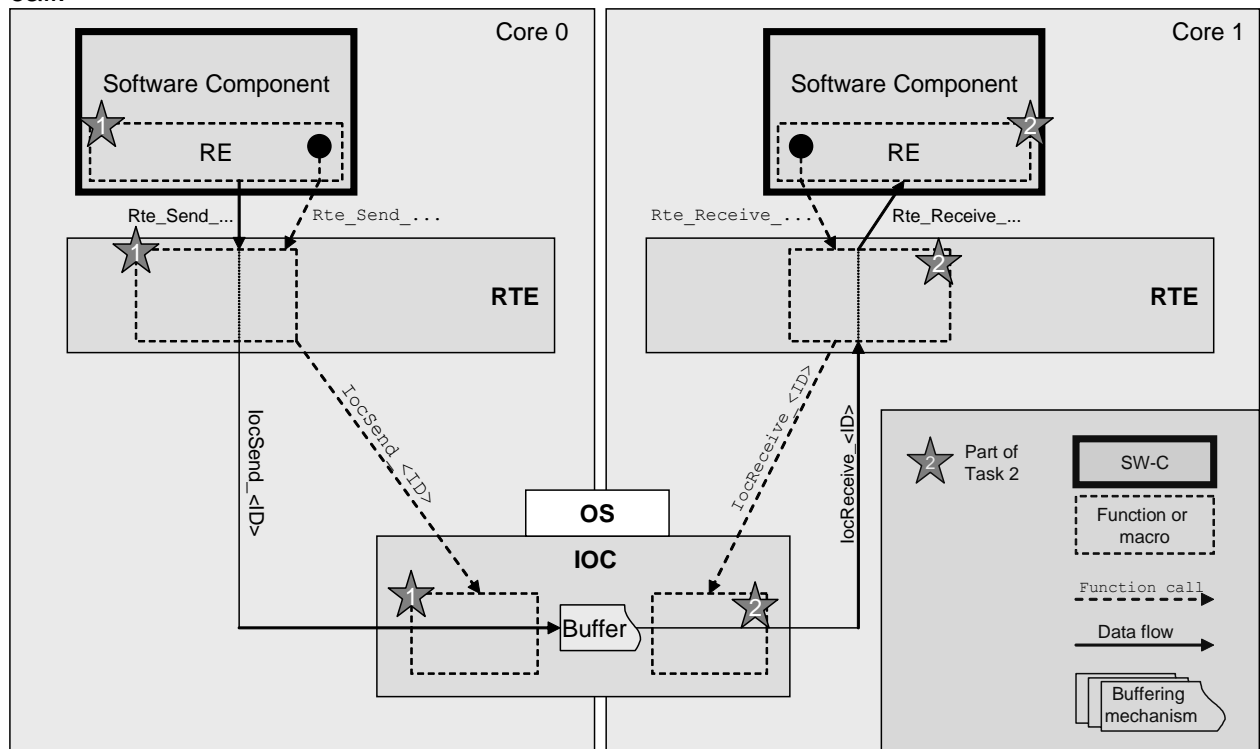 Core 0
Core 1
Software Component
1
RE
Software Component
2
RE
Rte_Send_...
Rte_Send_...
Rte_Receive_...
Rte_Receive_...
1
RTE
2
RTE
IocSend_<ID>
IocSend_<ID>
IocReceive_<ID>
IocReceive_<ID>
OS
IOC
1
Buffer
2
2
Part of
Task 2
SW-C
Function or
macro
Function call
Data flow
Buffering
mechanism